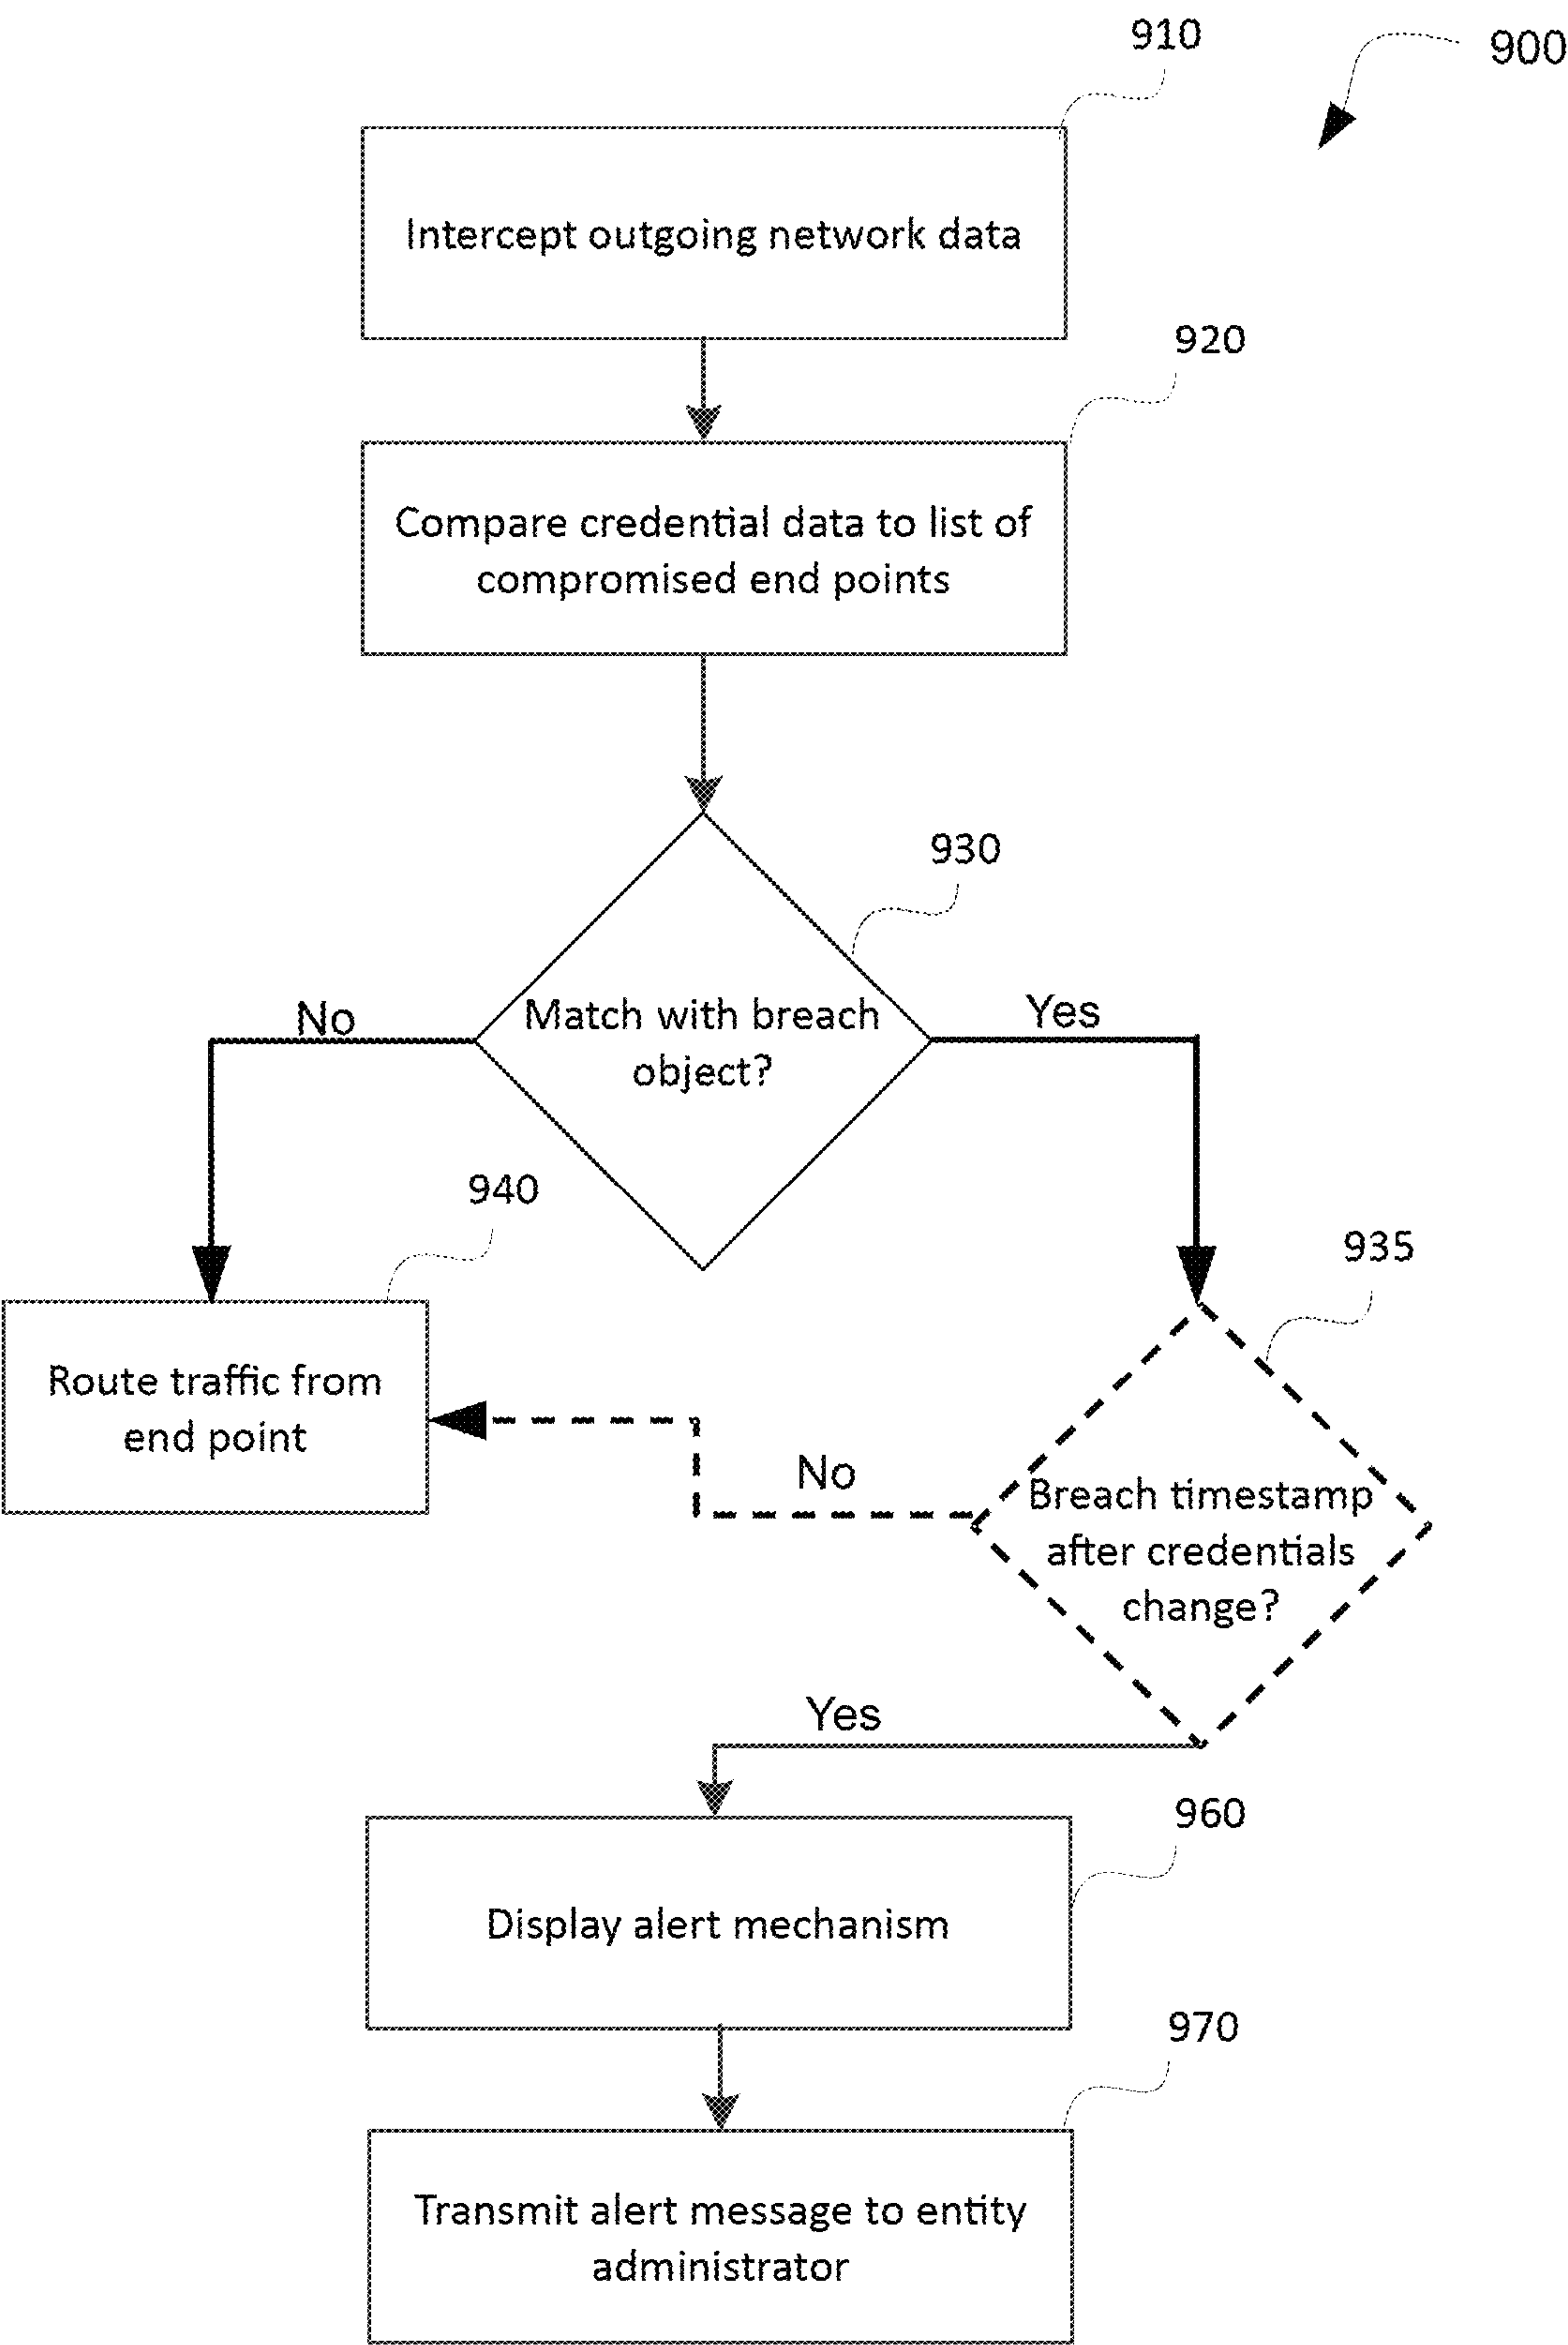 910
900
Intercept outgoing network data
920
Compare credential data to list of
compromised end points
930
No
Match with breach
object?
Yes
940
935
Route traffic from
end point
No
Breach timestamp
after credentials
change?
Yes
960
Display alert mechanism
970
Transmit alert message to entity
administrator